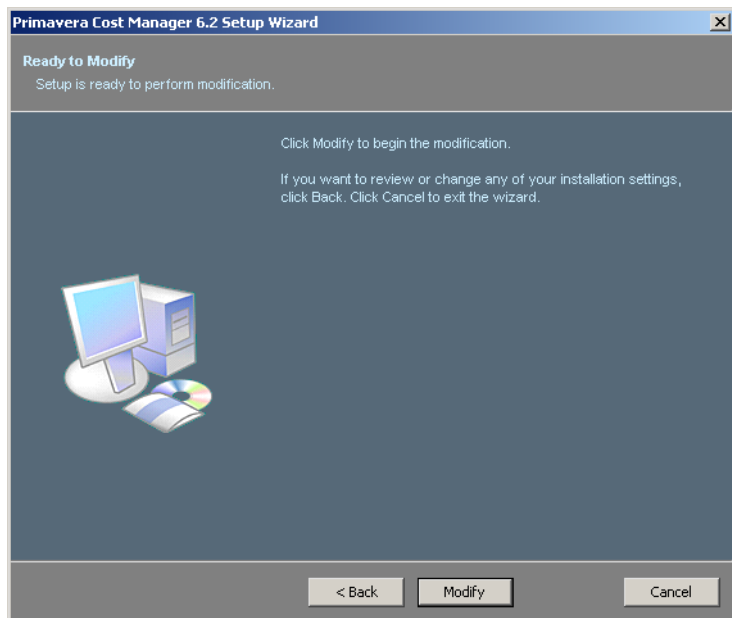 Primavera Cost Manager 6.2 Setup Wizard
Ready to Modify
Setup is ready to perform modification.
Click Modify to begin the modification.
If you want to review or change any of your installation settings,
click Back. Click Cancel to exit the wizard.
< Back
Modify
Cancel